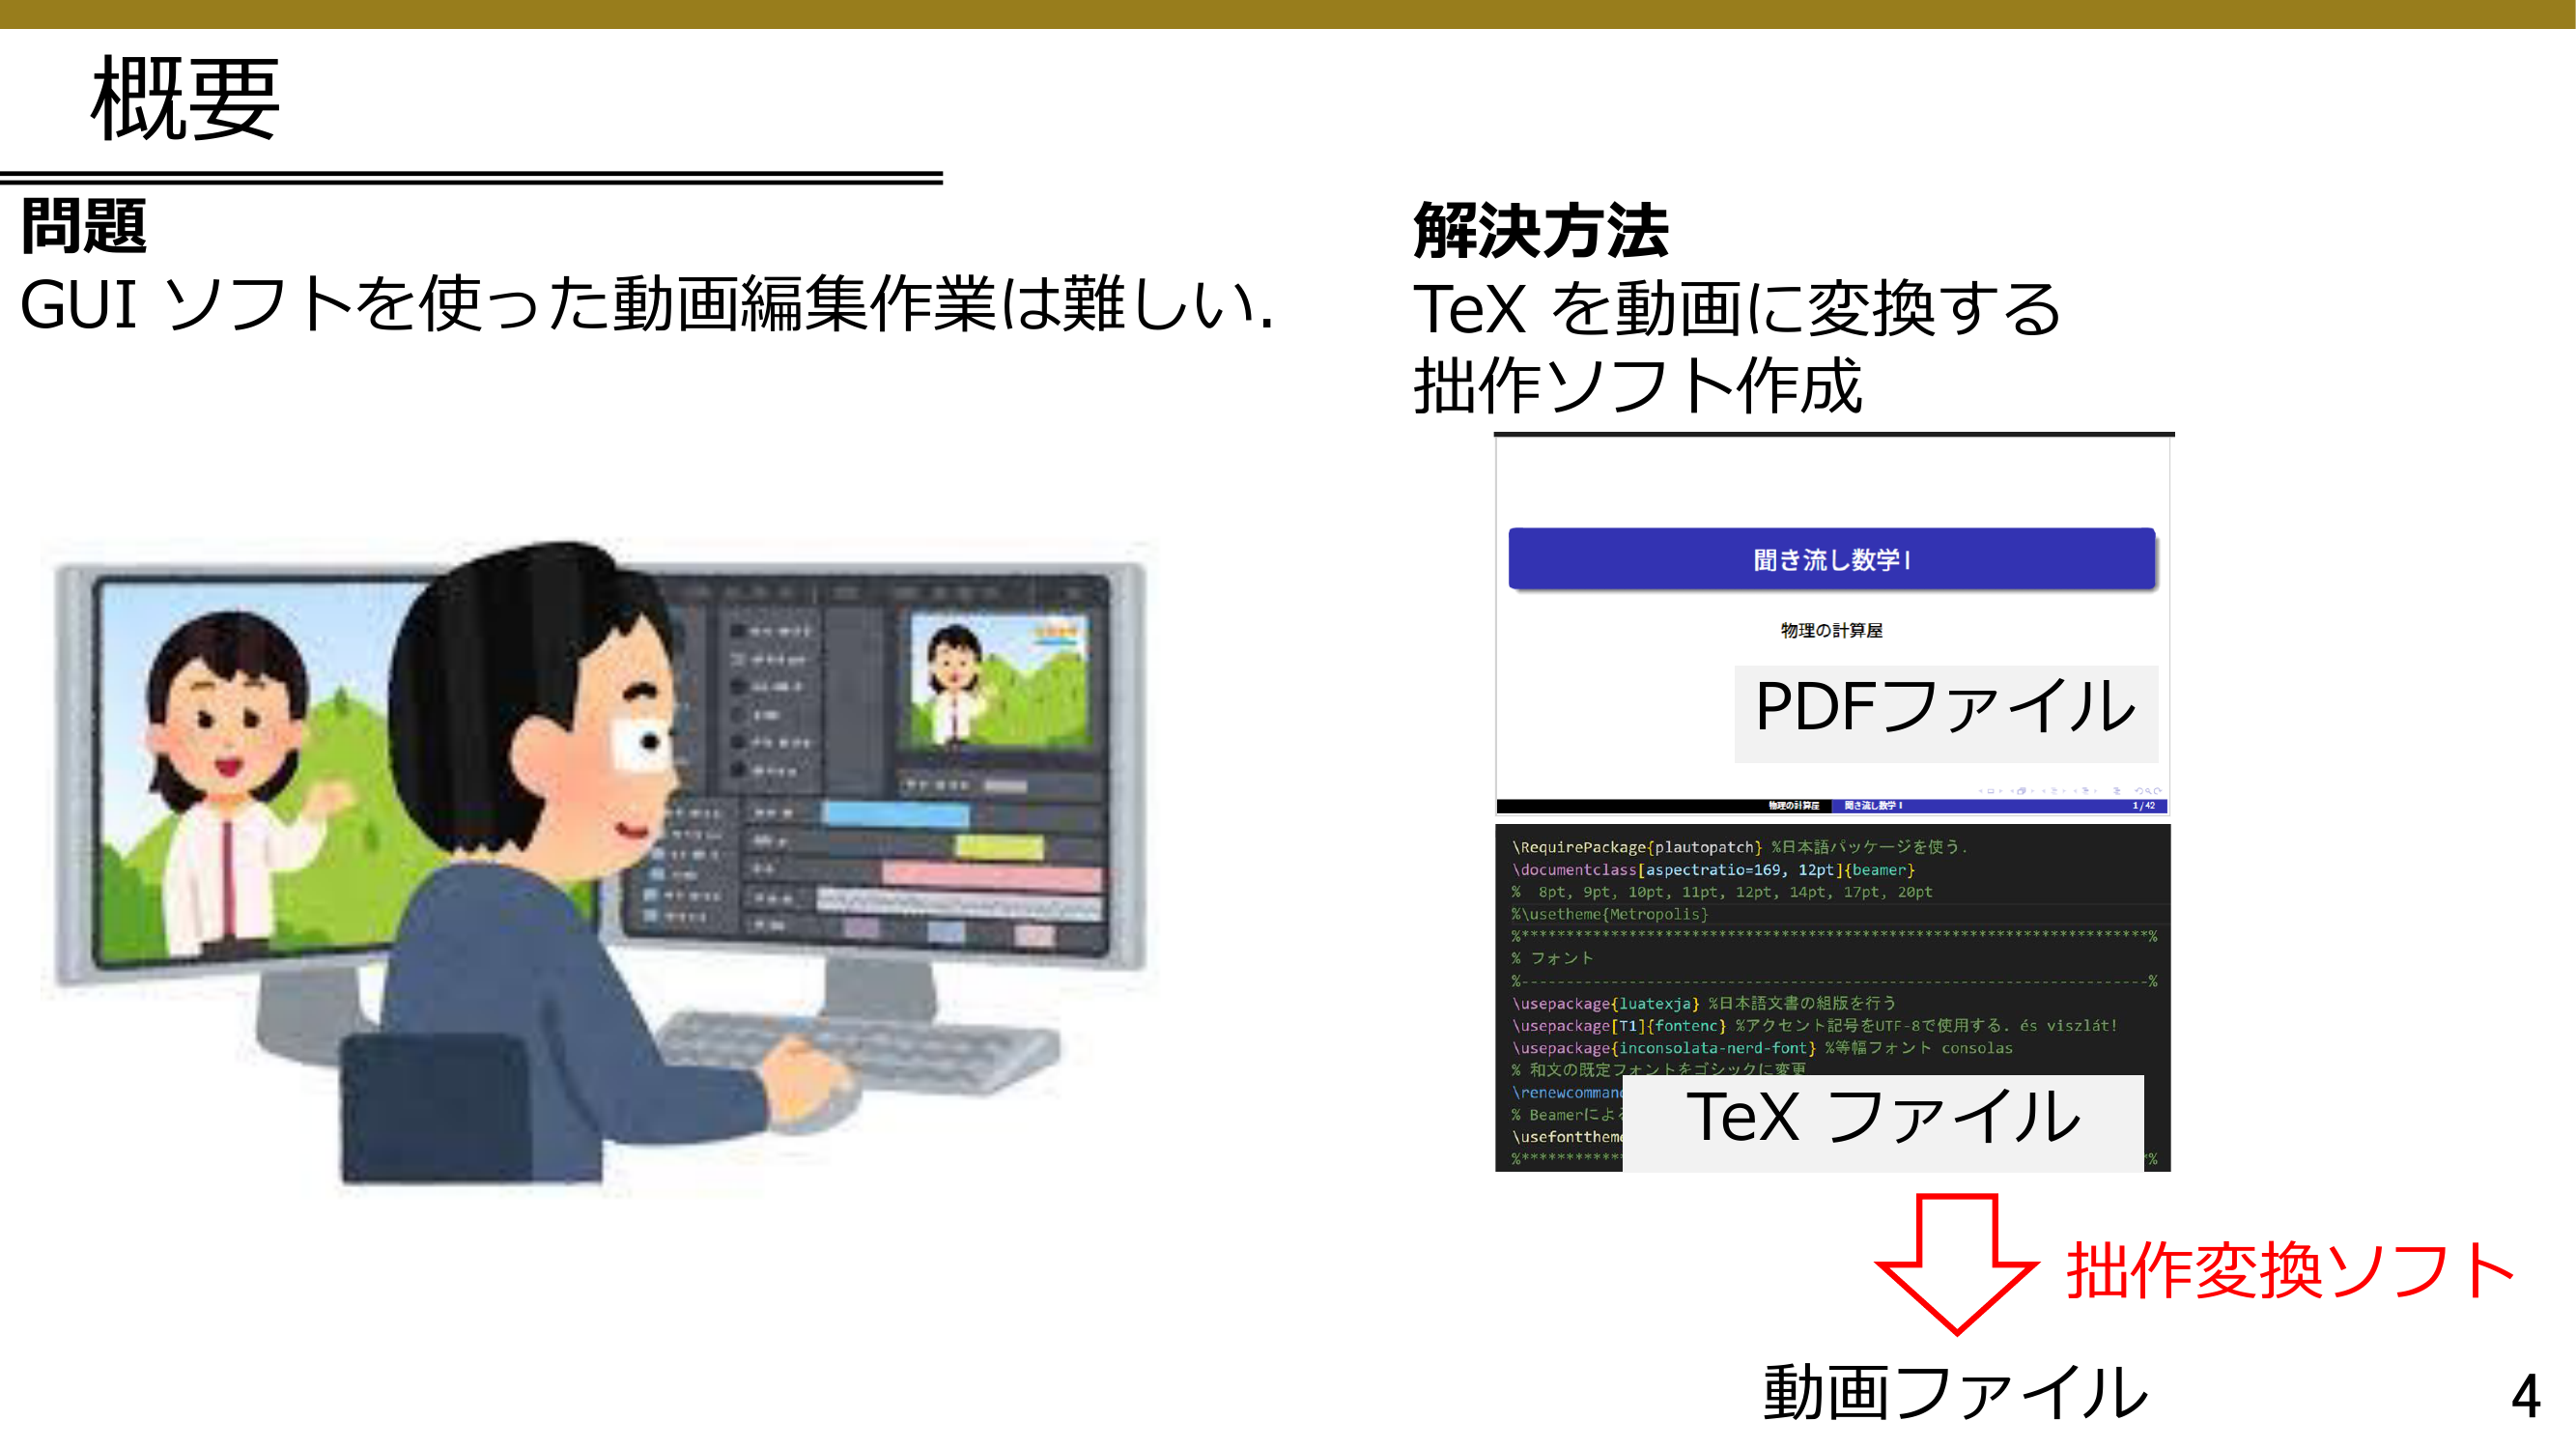 概要
問題
GUI ソフトを使った動画編集作業は難しい.
解決方法
TeX を動画に変換する
拙作ソフト作成
聞き流し数学I
物理の計算屋
PDFファイル
物理の計算屋 聞き流し数学 I 1/42
\RequirePackage{plautopatch} %日本語パッケージを使う.
\documentclass[aspectratio=169, 12pt]{beamer}
%  8pt, 9pt, 10pt, 11pt, 12pt, 14pt, 17pt, 20pt
%\usetheme{Metropolis}
%**********************************************************************%
% フォント
%----------------------------------------------------------------------%
\usepackage{luatexja} %日本語文書の組版を行う
\usepackage[T1]{fontenc} %アクセント記号をUTF-8で使用する. és viszlát!
\usepackage{inconsolata-nerd-font} %等幅フォント consolas
% 和文の既定フォントをゴシックに変更
\renewcomman
% Beamerによ
\usefonttheme
%***********
*%
TeX ファイル
拙作変換ソフト
動画ファイル
4